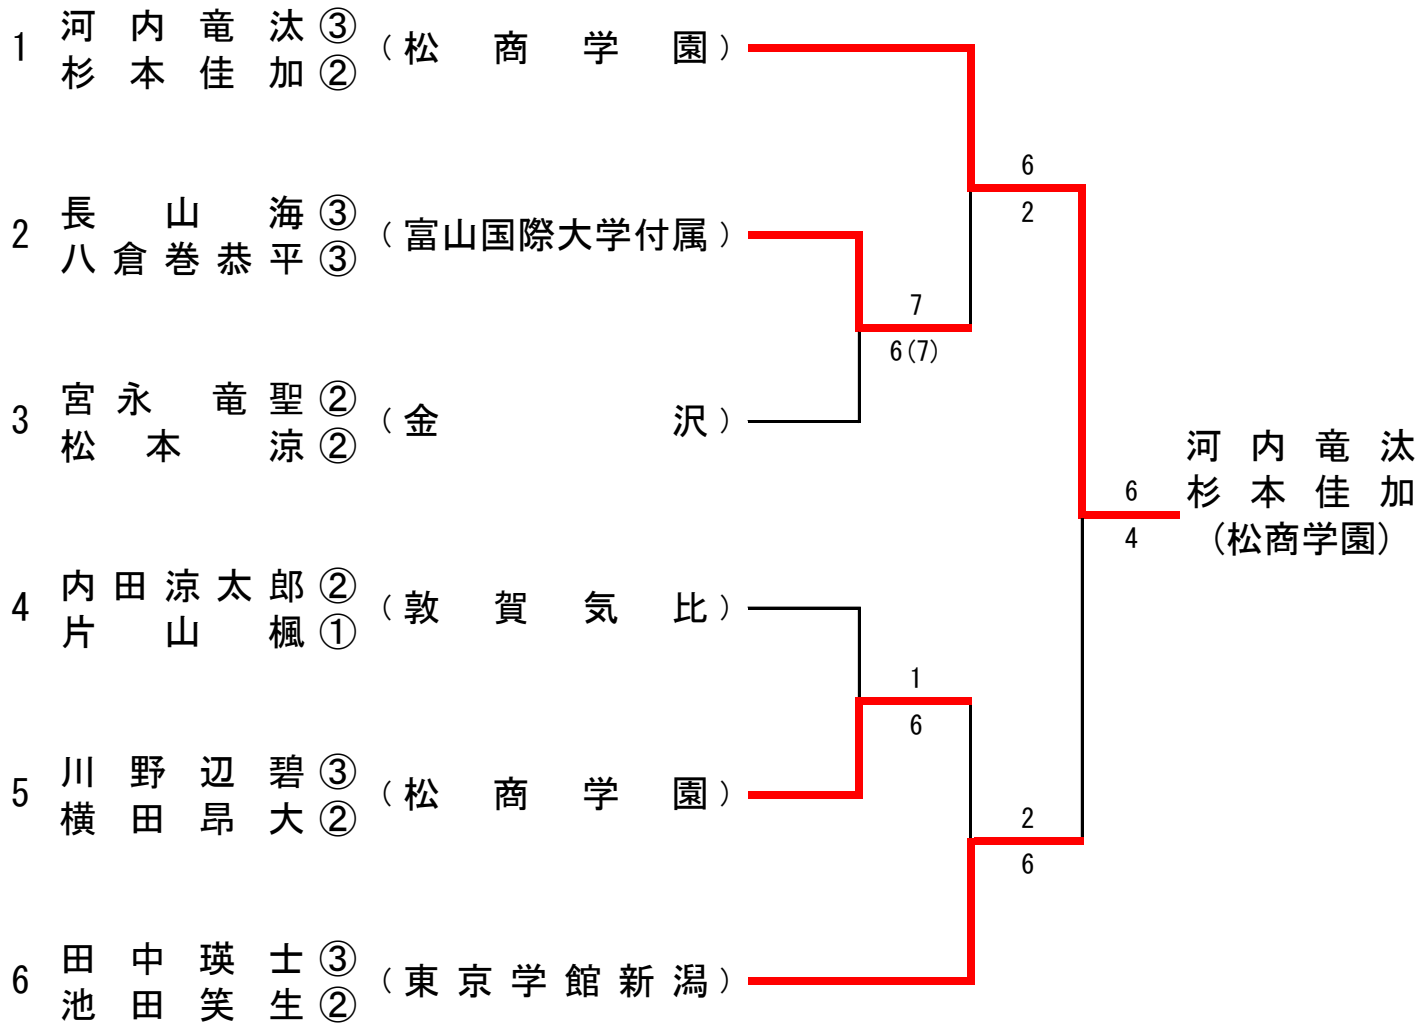 1 河内竜汰③ (松商学園)
杉本佳加②
2 長山海③ (富山国際大学付属)
八倉巻恭平③
3 宮永竜聖② (金沢)
松本涼②
4 内田涼太郎② (敦賀気比)
片山楓①
5 川野辺碧③ (松商学園)
横田昂大②
6 田中瑛士③ (東京学館新潟)
池田笑生②
7
6(7)
1
6
6
2
2
6
6
4
河内竜汰
杉本佳加
(松商学園)